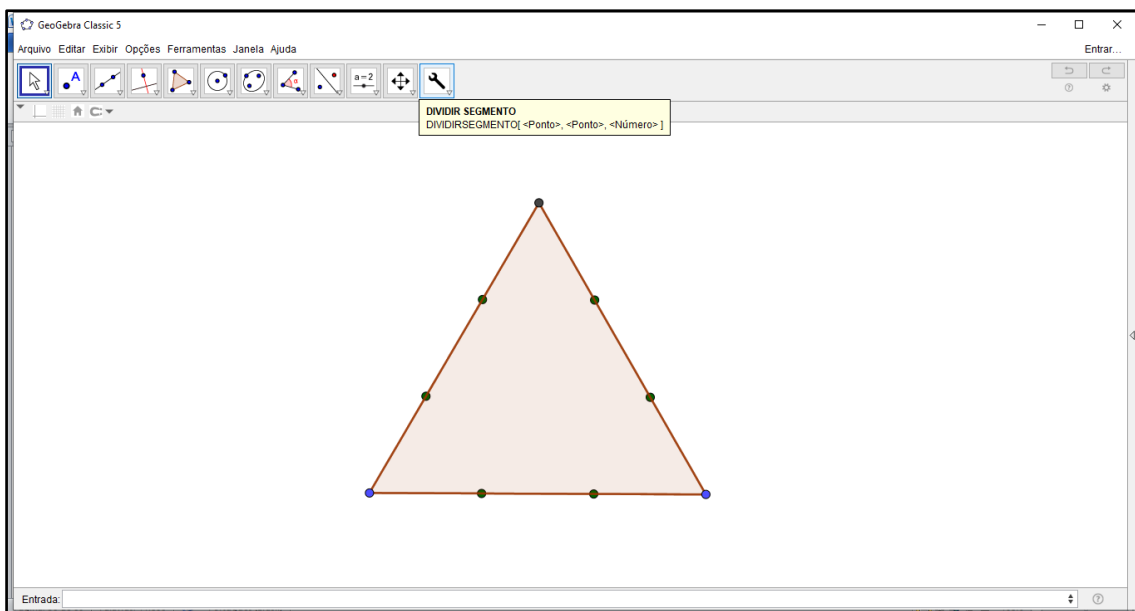 GeoGebra Classic 5
Arquivo Editar Exibir Opções Ferramentas Janela Ajuda Entrar...
A a=2
DIVIDIR SEGMENTO
DIVIDIRSEGMENTO[ <Ponto>, <Ponto>, <Número> ]
Entrada: